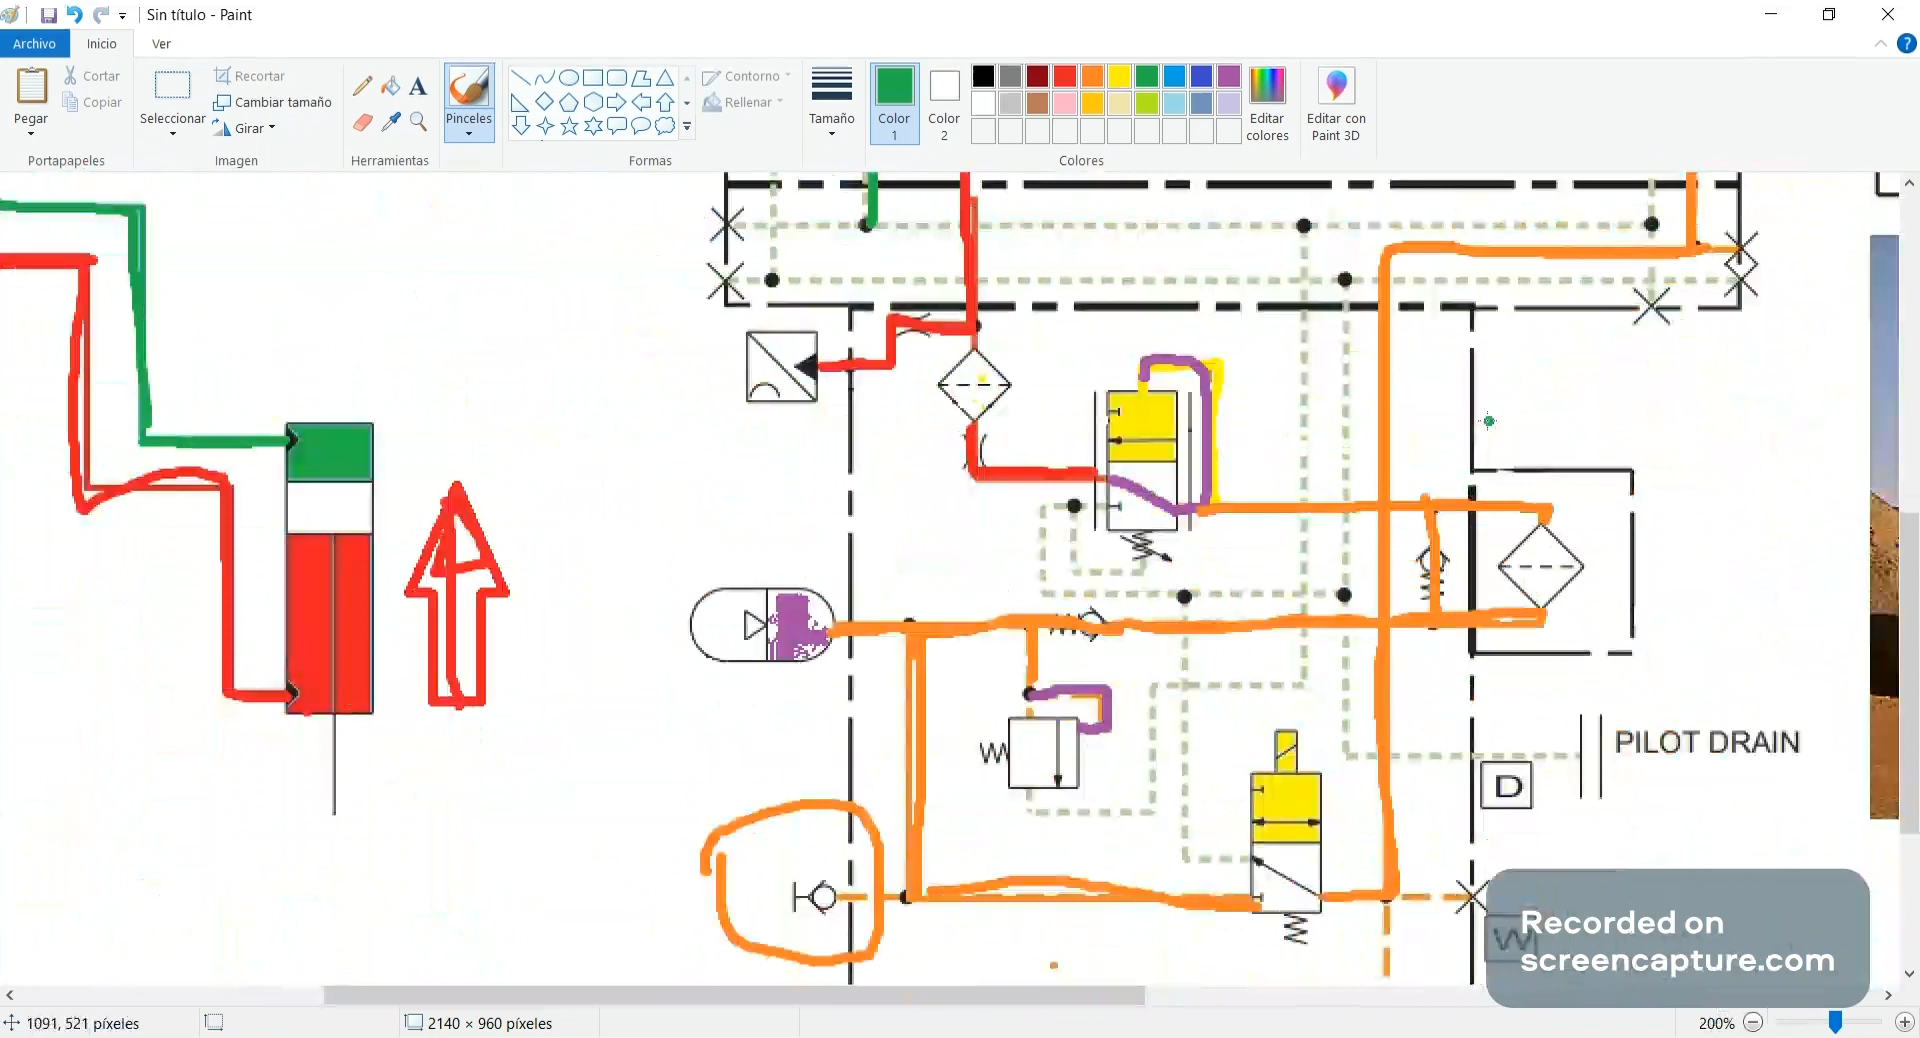 Sin título - Paint
Archivo
Inicio
Ver
Pegar
Cortar
Copiar
Portapapeles
Seleccionar
Recortar
Cambiar tamaño
Girar
Imagen
A
Herramientas
Pinceles
Contorno
Rellenar
Formas
Tamaño
Color
1
Color
2
Editar
colores
Editar con
Paint 3D
Colores
?
PILOT DRAIN
D
W
Recorded on
screencapture.com
1091, 521 píxeles
2140 × 960 píxeles
200%